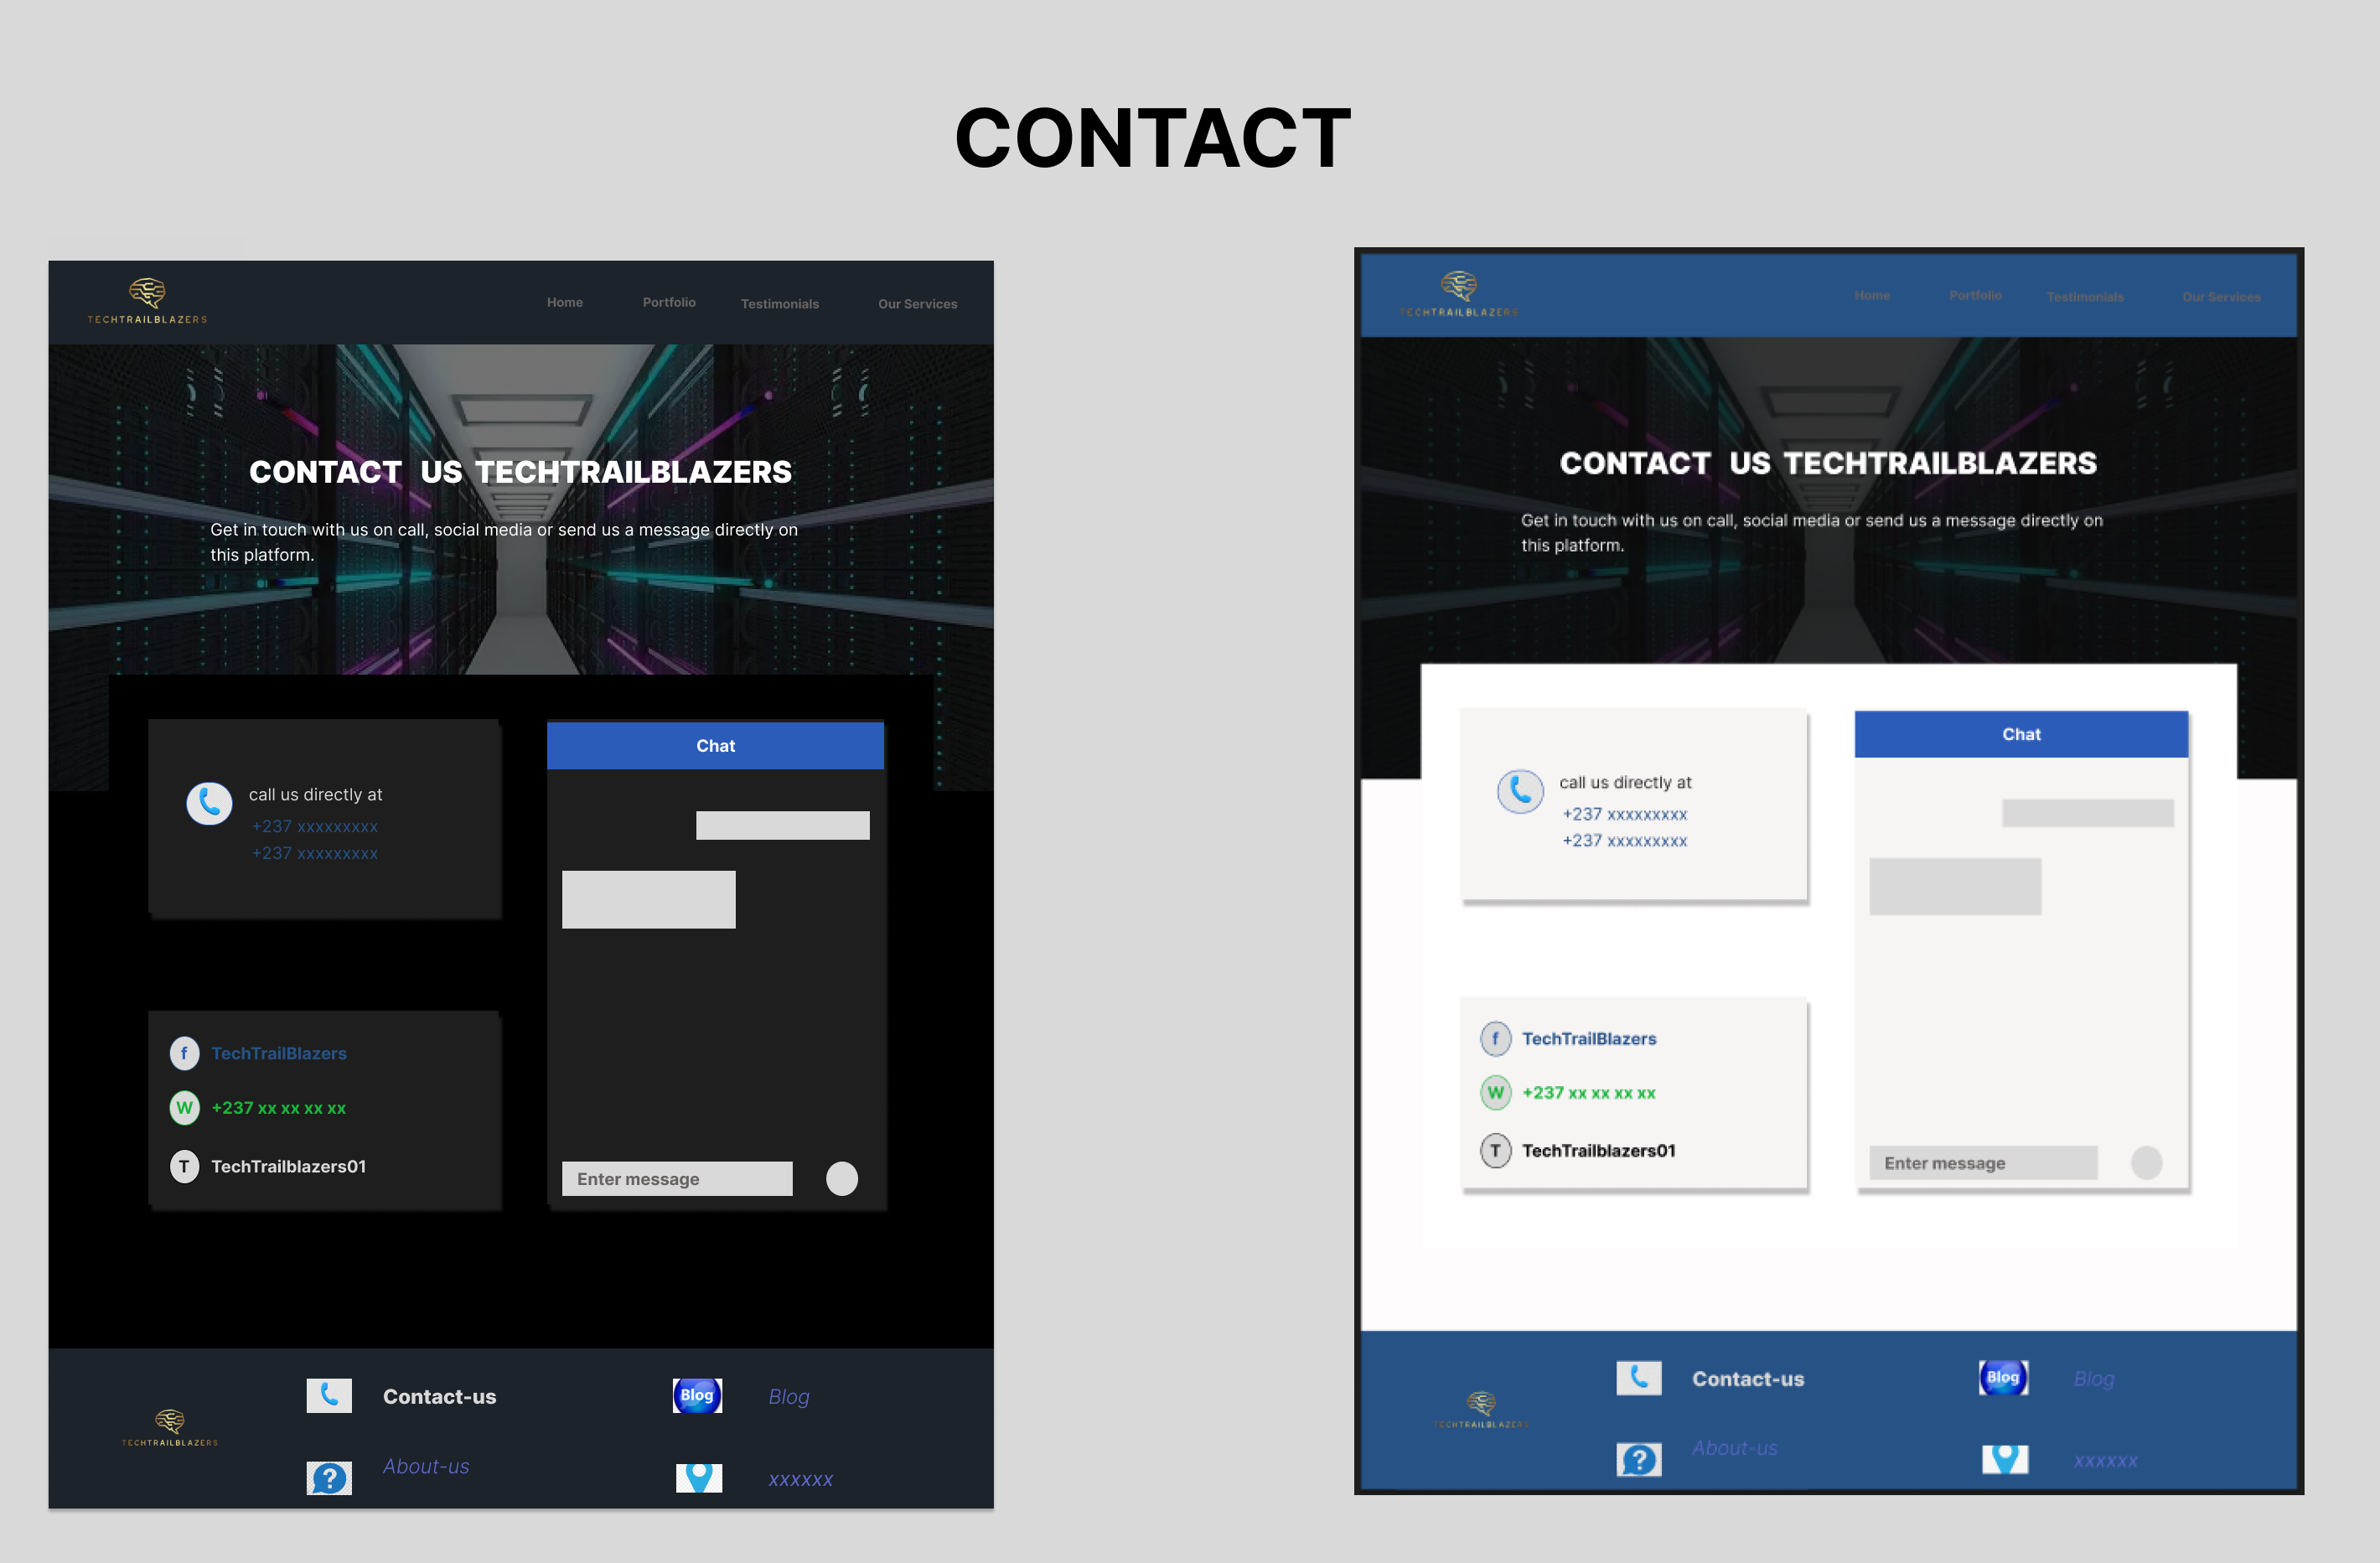 CONTACT
TECHTRAILBLAZERS
Home
Portfolio
Testimonials
Our Services
CONTACT US TECHTRAILBLAZERS
Get in touch with us on call, social media or send us a message directly on
this platform.
call us directly at
+237 xxxxxxxxx
+237 xxxxxxxxx
Chat
f
TechTrailBlazers
W
+237 xx xx xx xx
T
TechTrailblazers01
Enter message
TECHTRAILBLAZERS
Contact-us
Blog
Blog
?
About-us
xxxxxx
TECHTRAILBLAZERS
Home
Portfolio
Testimonials
Our Services
CONTACT US TECHTRAILBLAZERS
Get in touch with us on call, social media or send us a message directly on
this platform.
call us directly at
+237 xxxxxxxxx
+237 xxxxxxxxx
Chat
f
TechTrailBlazers
W
+237 xx xx xx xx
T
TechTrailblazers01
Enter message
TECHTRAILBLAZERS
Contact-us
Blog
Blog
?
About-us
xxxxxx